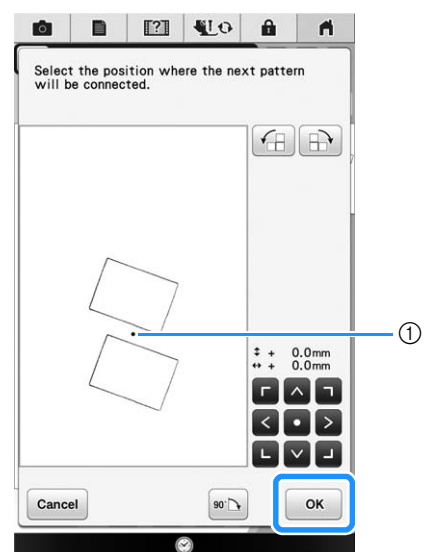 Select the position where the next pattern
will be connected.
①
+ 0.0mm
+ 0.0mm
Cancel
90°
OK